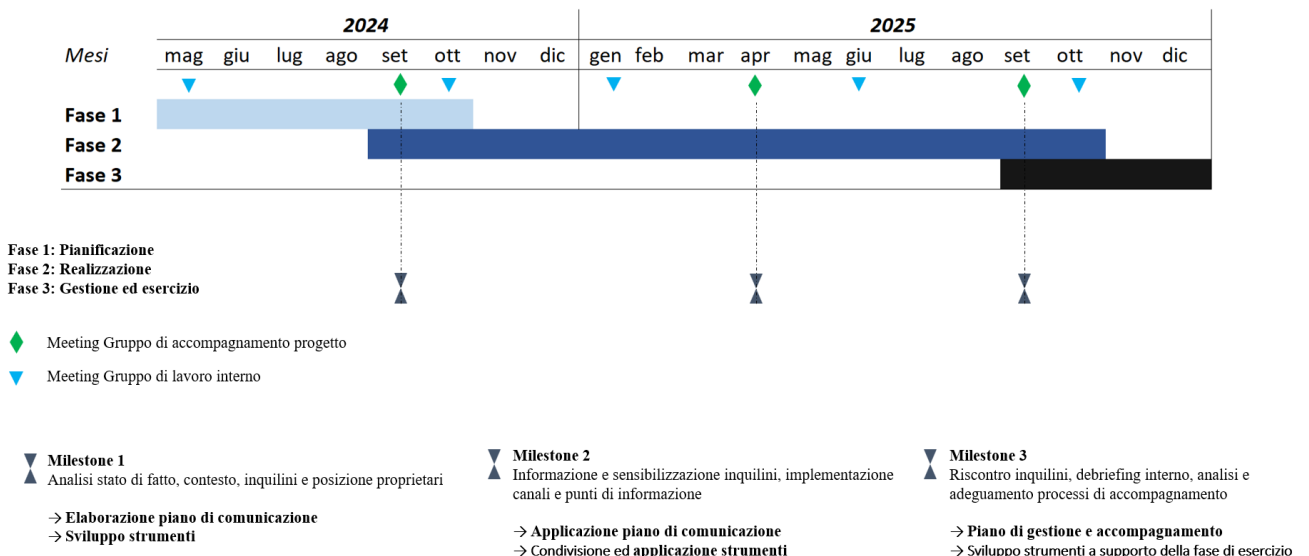 2024 2025
Mesi mag giu lug ago set ott nov dic gen feb mar apr mag giu lug ago set ott nov dic
Fase 1
Fase 2
Fase 3
Fase 1: Pianificazione
Fase 2: Realizzazione
Fase 3: Gestione ed esercizio
Meeting Gruppo di accompagnamento progetto
Meeting Gruppo di lavoro interno
Milestone 1
Analisi stato di fatto, contesto, inquilini e posizione proprietari
→ Elaborazione piano di comunicazione
→ Sviluppo strumenti
Milestone 2
Informazione e sensibilizzazione inquilini, implementazione
canali e punti di informazione
→ Applicazione piano di comunicazione
→ Condivisione ed applicazione strumenti
Milestone 3
Riscontro inquilini, debriefing interno, analisi e
adeguamento processi di accompagnamento
→ Piano di gestione e accompagnamento
→ Sviluppo strumenti a supporto della fase di esercizio